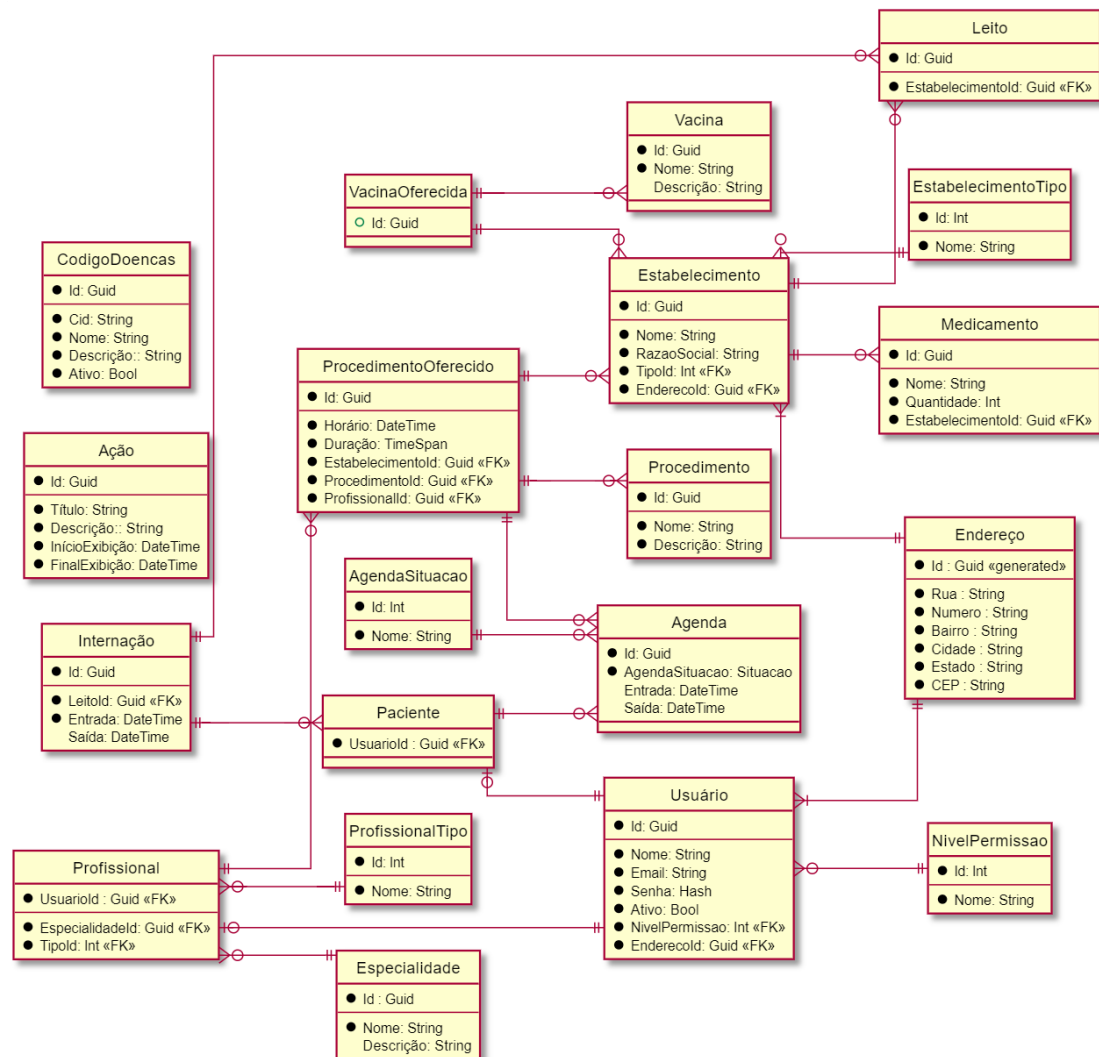 Leito
Id: Guid
EstabelecimentoId: Guid «FK»
Vacina
Id: Guid
Nome: String
Descrição: String
VacinaOferecida
Id: Guid
EstabelecimentoTipo
Id: Int
Nome: String
CodigoDoencas
Id: Guid
Cid: String
Nome: String
Descrição:: String
Ativo: Bool
Estabelecimento
Id: Guid
Nome: String
RazaoSocial: String
TipoId: Int «FK»
EnderecoId: Guid «FK»
Medicamento
Id: Guid
Nome: String
Quantidade: Int
EstabelecimentoId: Guid «FK»
ProcedimentoOferecido
Id: Guid
Horário: DateTime
Duração: TimeSpan
EstabelecimentoId: Guid «FK»
ProcedimentoId: Guid «FK»
ProfissionalId: Guid «FK»
Ação
Id: Guid
Título: String
Descrição:: String
InícioExibição: DateTime
FinalExibição: DateTime
Procedimento
Id: Guid
Nome: String
Descrição: String
Endereço
Id : Guid «generated»
Rua : String
Numero : String
Bairro : String
Cidade : String
Estado : String
CEP : String
AgendaSituacao
Id: Int
Nome: String
Agenda
Id: Guid
AgendaSituacao: Situacao
Entrada: DateTime
Saída: DateTime
Internação
Id: Guid
LeitoId: Guid «FK»
Entrada: DateTime
Saída: DateTime
Paciente
UsuarioId : Guid «FK»
Usuário
Id: Guid
Nome: String
Email: String
Senha: Hash
Ativo: Bool
NivelPermissao: Int «FK»
EnderecoId: Guid «FK»
NivelPermissao
Id: Int
Nome: String
ProfissionalTipo
Id: Int
Nome: String
Profissional
UsuarioId : Guid «FK»
EspecialidadeId: Guid «FK»
TipoId: Int «FK»
Especialidade
Id : Guid
Nome: String
Descrição: String